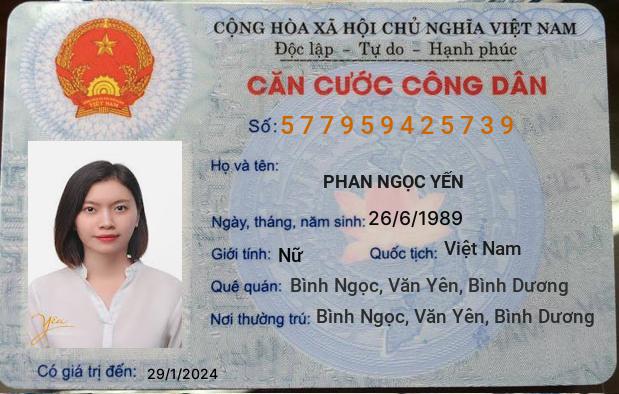 CỘNG HÒA XÃ HỘI CHỦ NGHĨA VIỆT NAM
Độc lập - Tự do - Hạnh phúc
CĂN CƯỚC CÔNG DÂN
Số: 577959425739
Họ và tên:
PHAN NGỌC YẾN
Ngày, tháng, năm sinh: 26/6/1989
Giới tính: Nữ Quốc tịch: Việt Nam
Quê quán: Bình Ngọc, Văn Yên, Bình Dương
Nơi thường trú: Bình Ngọc, Văn Yên, Bình Dương
Yến
Có giá trị đến: 29/1/2024
VIỆT NAM